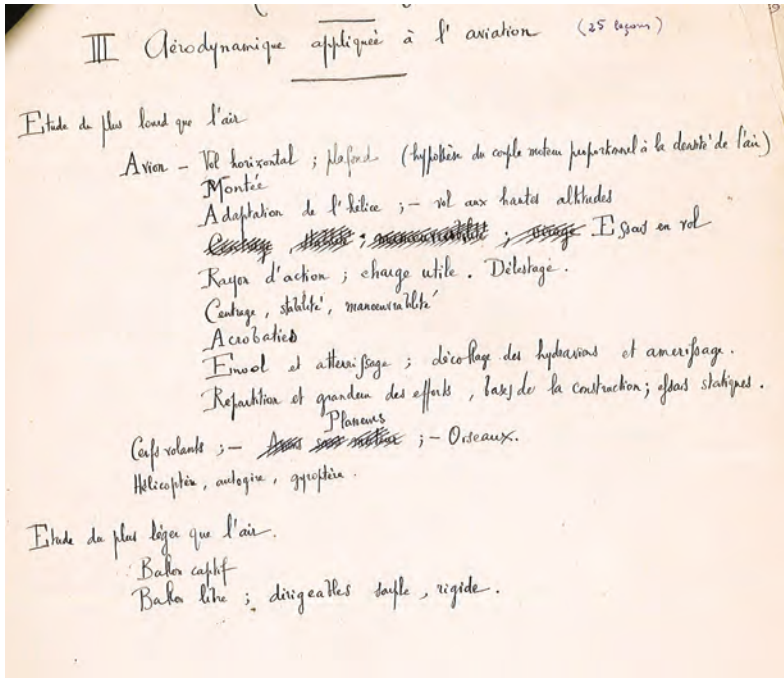 III Aérodynamique appliquée à l'aviation (25 leçons)
Etude du plus lourd que l'air
Avion - Vol horizontal ; plafond (hypothèse du couple moteur proportionnel à la densité de l'air)
Montée
Adaptation de l'hélice ; - vol aux hautes altitudes
Essais en vol
Rayon d'action ; charge utile. Délestage.
Centrage, stabilité, manoeuvrabilité
Acrobaties
Envol et atterrissage ; décollage des hydravions et amerissage.
Répartition et grandeur des efforts, bases de la construction ; essais statiques.
Planeurs
Cerfs volants ; - ; - Oiseaux.
Hélicoptère, autogire, gyroptère.
Etude du plus léger que l'air.
Ballon captif
Ballon libre ; dirigeables souple, rigide.